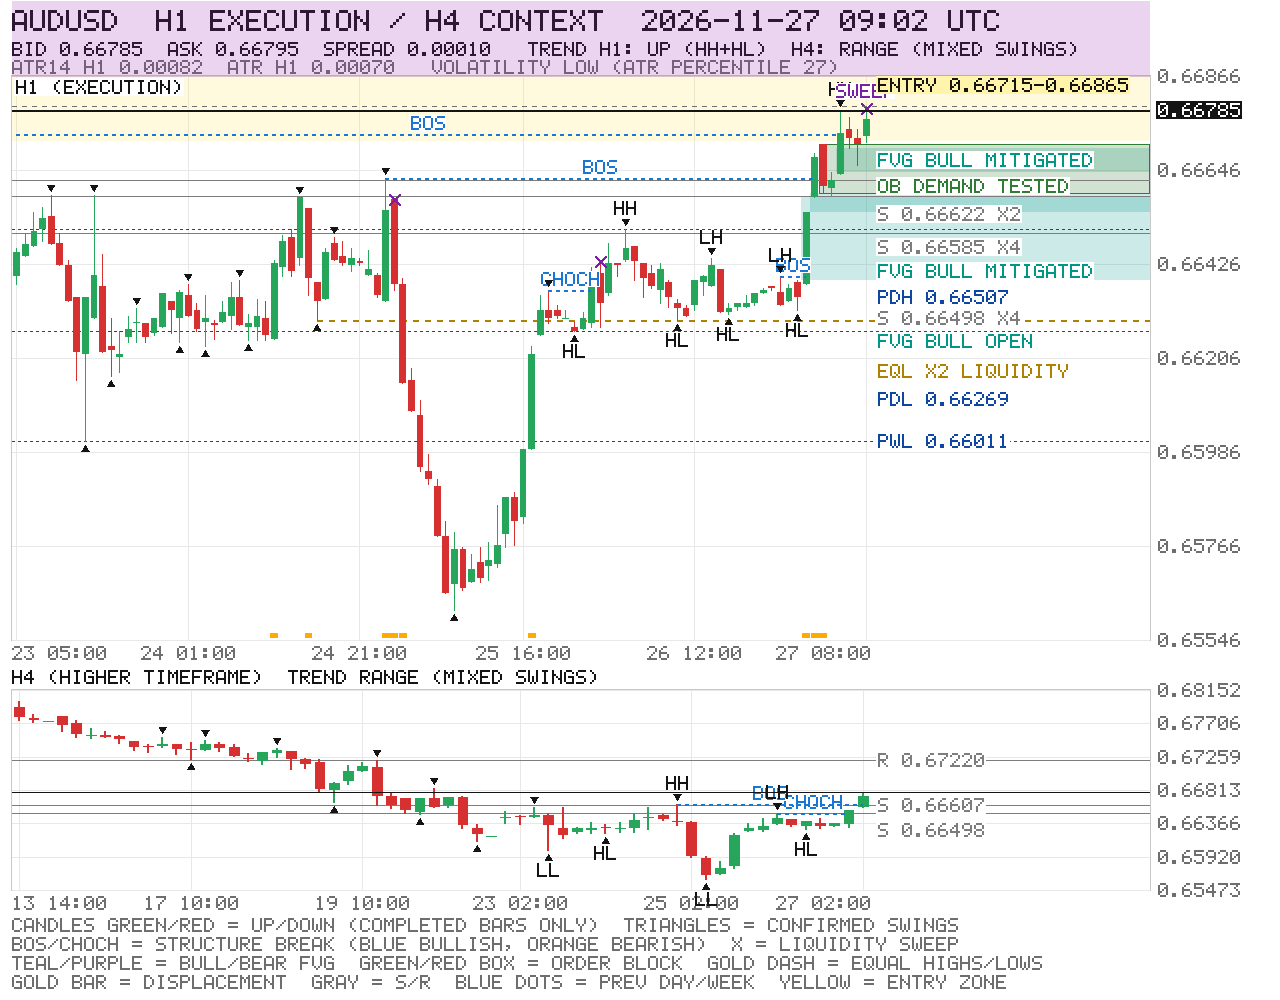 AUDUSD  H1 EXECUTION / H4 CONTEXT  2026-11-27 09:02 UTC
BID 0.66785  ASK 0.66795  SPREAD 0.00010  TREND H1: UP (HH+HL)  H4: RANGE (MIXED SWINGS)
ATR14 H1 0.00082  ATR H1 0.00070  VOLATILITY LOW (ATR PERCENTILE 27)
H1 (EXECUTION)
0.66866
SWEE
ENTRY 0.66715-0.66865
0.66785
BOS
FVG BULL MITIGATED
BOS
0.66646
OB DEMAND TESTED
HH
S 0.66622 X2
LH
S 0.66585 X4
LH
BOS
0.66426
FVG BULL MITIGATED
CHOCH
PDH 0.66507
S 0.66498 X4
HL
HL
HL
HL
FVG BULL OPEN
0.66206
EQL X2 LIQUIDITY
PDL 0.66269
PWL 0.66011
0.65986
0.65766
0.65546
23 05:00
24 01:00
24 21:00
25 16:00
26 12:00
27 08:00
H4 (HIGHER TIMEFRAME)  TREND RANGE (MIXED SWINGS)
0.68152
0.67706
R 0.67220
0.67259
HH
0.66813
CHOCH
S 0.66607
0.66366
S 0.66498
HL
HL
0.65920
LL
LL
0.65473
13 14:00
17 10:00
19 10:00
23 02:00
27 02:00
CANDLES GREEN/RED = UP/DOWN (COMPLETED BARS ONLY)  TRIANGLES = CONFIRMED SWINGS
BOS/CHOCH = STRUCTURE BREAK (BLUE BULLISH, ORANGE BEARISH)  X = LIQUIDITY SWEEP
TEAL/PURPLE = BULL/BEAR FVG  GREEN/RED BOX = ORDER BLOCK  GOLD DASH = EQUAL HIGHS/LOWS
GOLD BAR = DISPLACEMENT  GRAY = S/R  BLUE DOTS = PREV DAY/WEEK  YELLOW = ENTRY ZONE